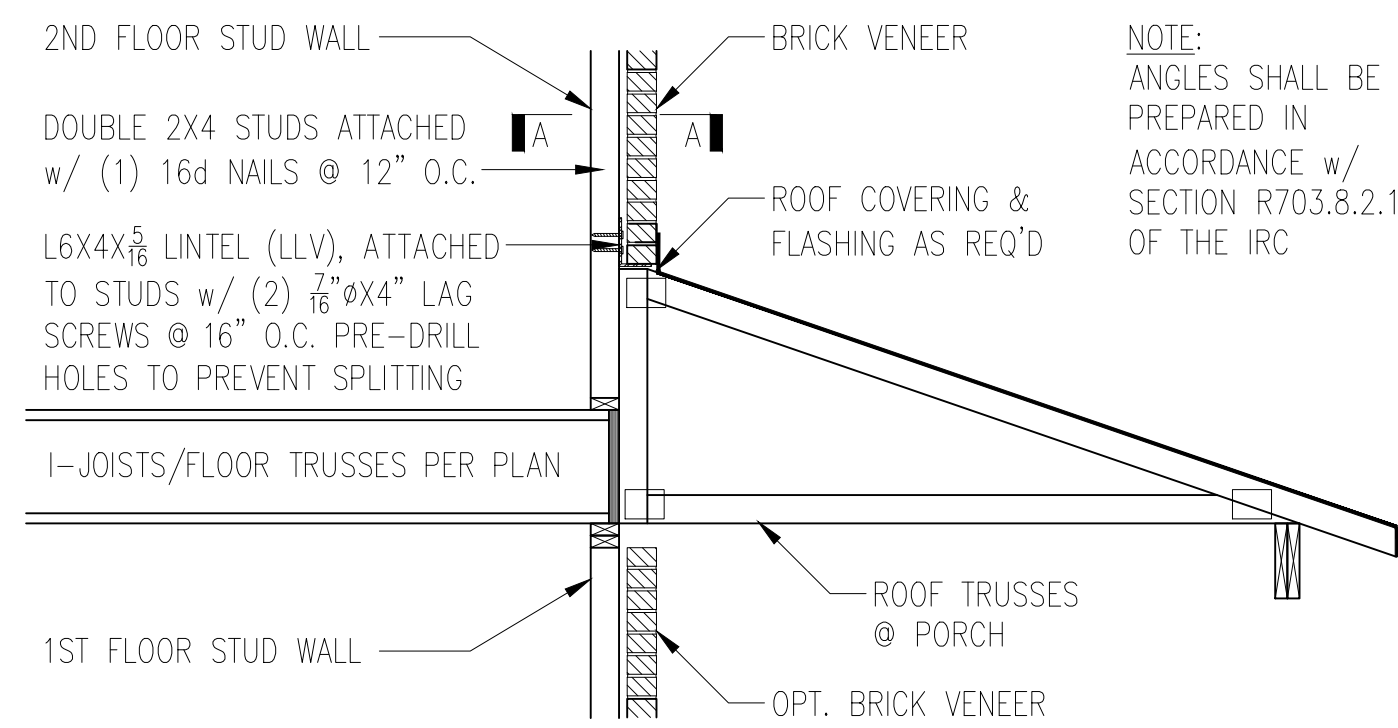 2ND FLOOR STUD WALL
DOUBLE 2X4 STUDS ATTACHED
w/ (1) 16d NAILS @ 12" O.C.
L6X4X5/16 LINTEL (LLV), ATTACHED
TO STUDS w/ (2) 7/16"øX4" LAG
SCREWS @ 16" O.C. PRE-DRILL
HOLES TO PREVENT SPLITTING
I-JOISTS/FLOOR TRUSSES PER PLAN
1ST FLOOR STUD WALL
A
A
BRICK VENEER
ROOF COVERING &
FLASHING AS REQ'D
ROOF TRUSSES
@ PORCH
OPT. BRICK VENEER
NOTE:
ANGLES SHALL BE
PREPARED IN
ACCORDANCE w/
SECTION R703.8.2.1
OF THE IRC